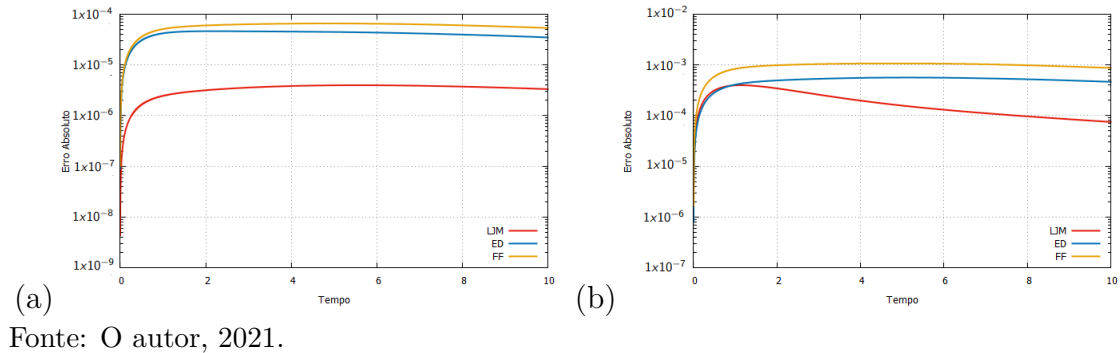 1x10⁻⁴
1x10⁻⁵
1x10⁻⁶
1x10⁻⁷
1x10⁻⁸
1x10⁻⁹
Erro Absoluto
LJM
ED
FF
0 2 4 6 8 10
Tempo
(a)
1x10⁻²
1x10⁻³
1x10⁻⁴
1x10⁻⁵
1x10⁻⁶
1x10⁻⁷
Erro Absoluto
LJM
ED
FF
0 2 4 6 8 10
Tempo
(b)
Fonte: O autor, 2021.